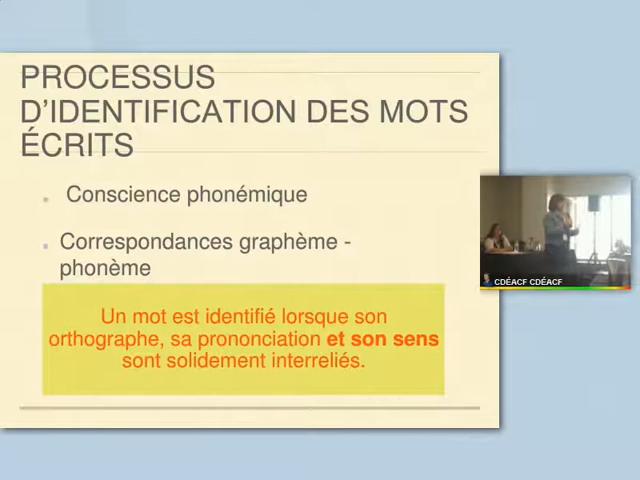 PROCESSUS
D'IDENTIFICATION DES MOTS
ÉCRITS
Conscience phonémique
Correspondances graphème -
phonème
Un mot est identifié lorsque son
orthographe, sa prononciation et son sens
sont solidement interreliés.
CDÉACF CDÉACF